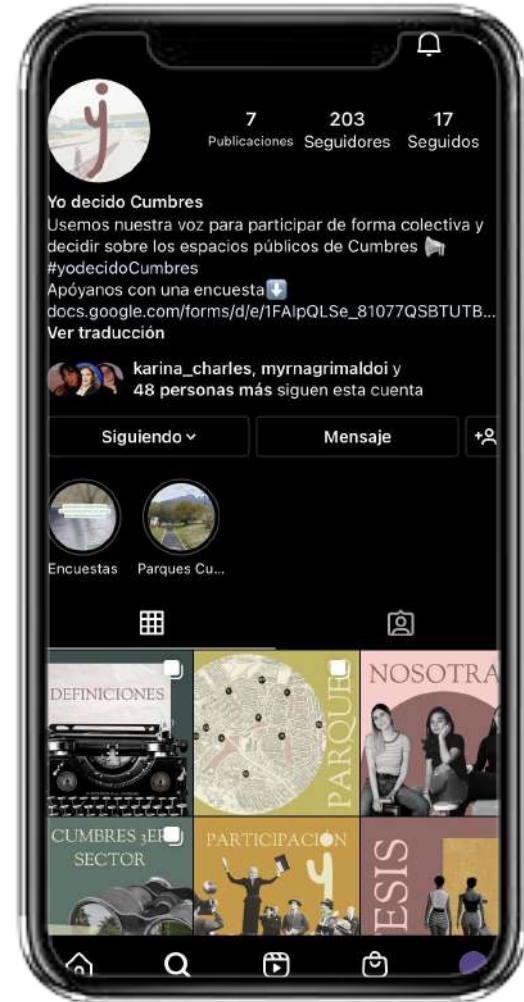 7 203 17
Publicaciones Seguidores Seguidos
Yo decido Cumbres
Usemos nuestra voz para participar de forma colectiva y
decidir sobre los espacios públicos de Cumbres
#yodecidoCumbres
Apóyanos con una encuesta
docs.google.com/forms/d/e/1FAIpQLSe_81077QSBTUTB...
Ver traducción
karina_charles, myrnagrimaldoi y
48 personas más siguen esta cuenta
Siguiendo Mensaje
Encuestas Parques Cu...
DEFINICIONES
PARQUE
NOSOTRA
CUMBRES 3ER
SECTOR
PARTICIPACIÓN
ESIS